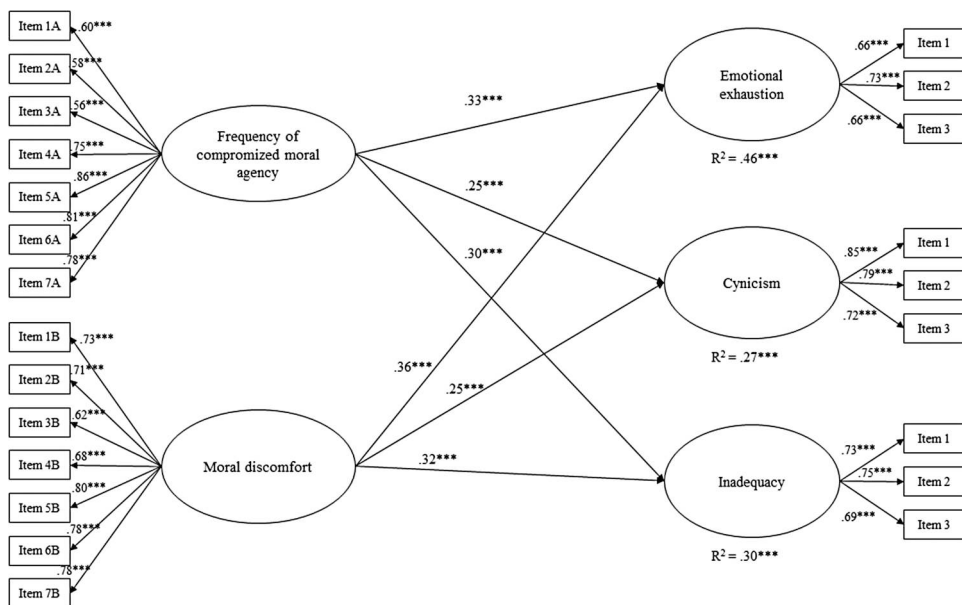 Item 1A
.60***
Item 2A
.58***
Item 3A
.56***
Item 4A
.75***
Item 5A
.86***
Item 6A
.81***
Item 7A
.78***
Frequency of
compromized moral
agency
Item 1B
.73***
Item 2B
.71***
Item 3B
.62***
Item 4B
.68***
Item 5B
.80***
Item 6B
.78***
Item 7B
.78***
Moral discomfort
.33***
.25***
.30***
.36***
.25***
.32***
Emotional
exhaustion
R² = .46***
.66***
Item 1
.73***
Item 2
.66***
Item 3
Cynicism
R² = .27***
.85***
Item 1
.79***
Item 2
.72***
Item 3
Inadequacy
R² = .30***
.73***
Item 1
.75***
Item 2
.69***
Item 3